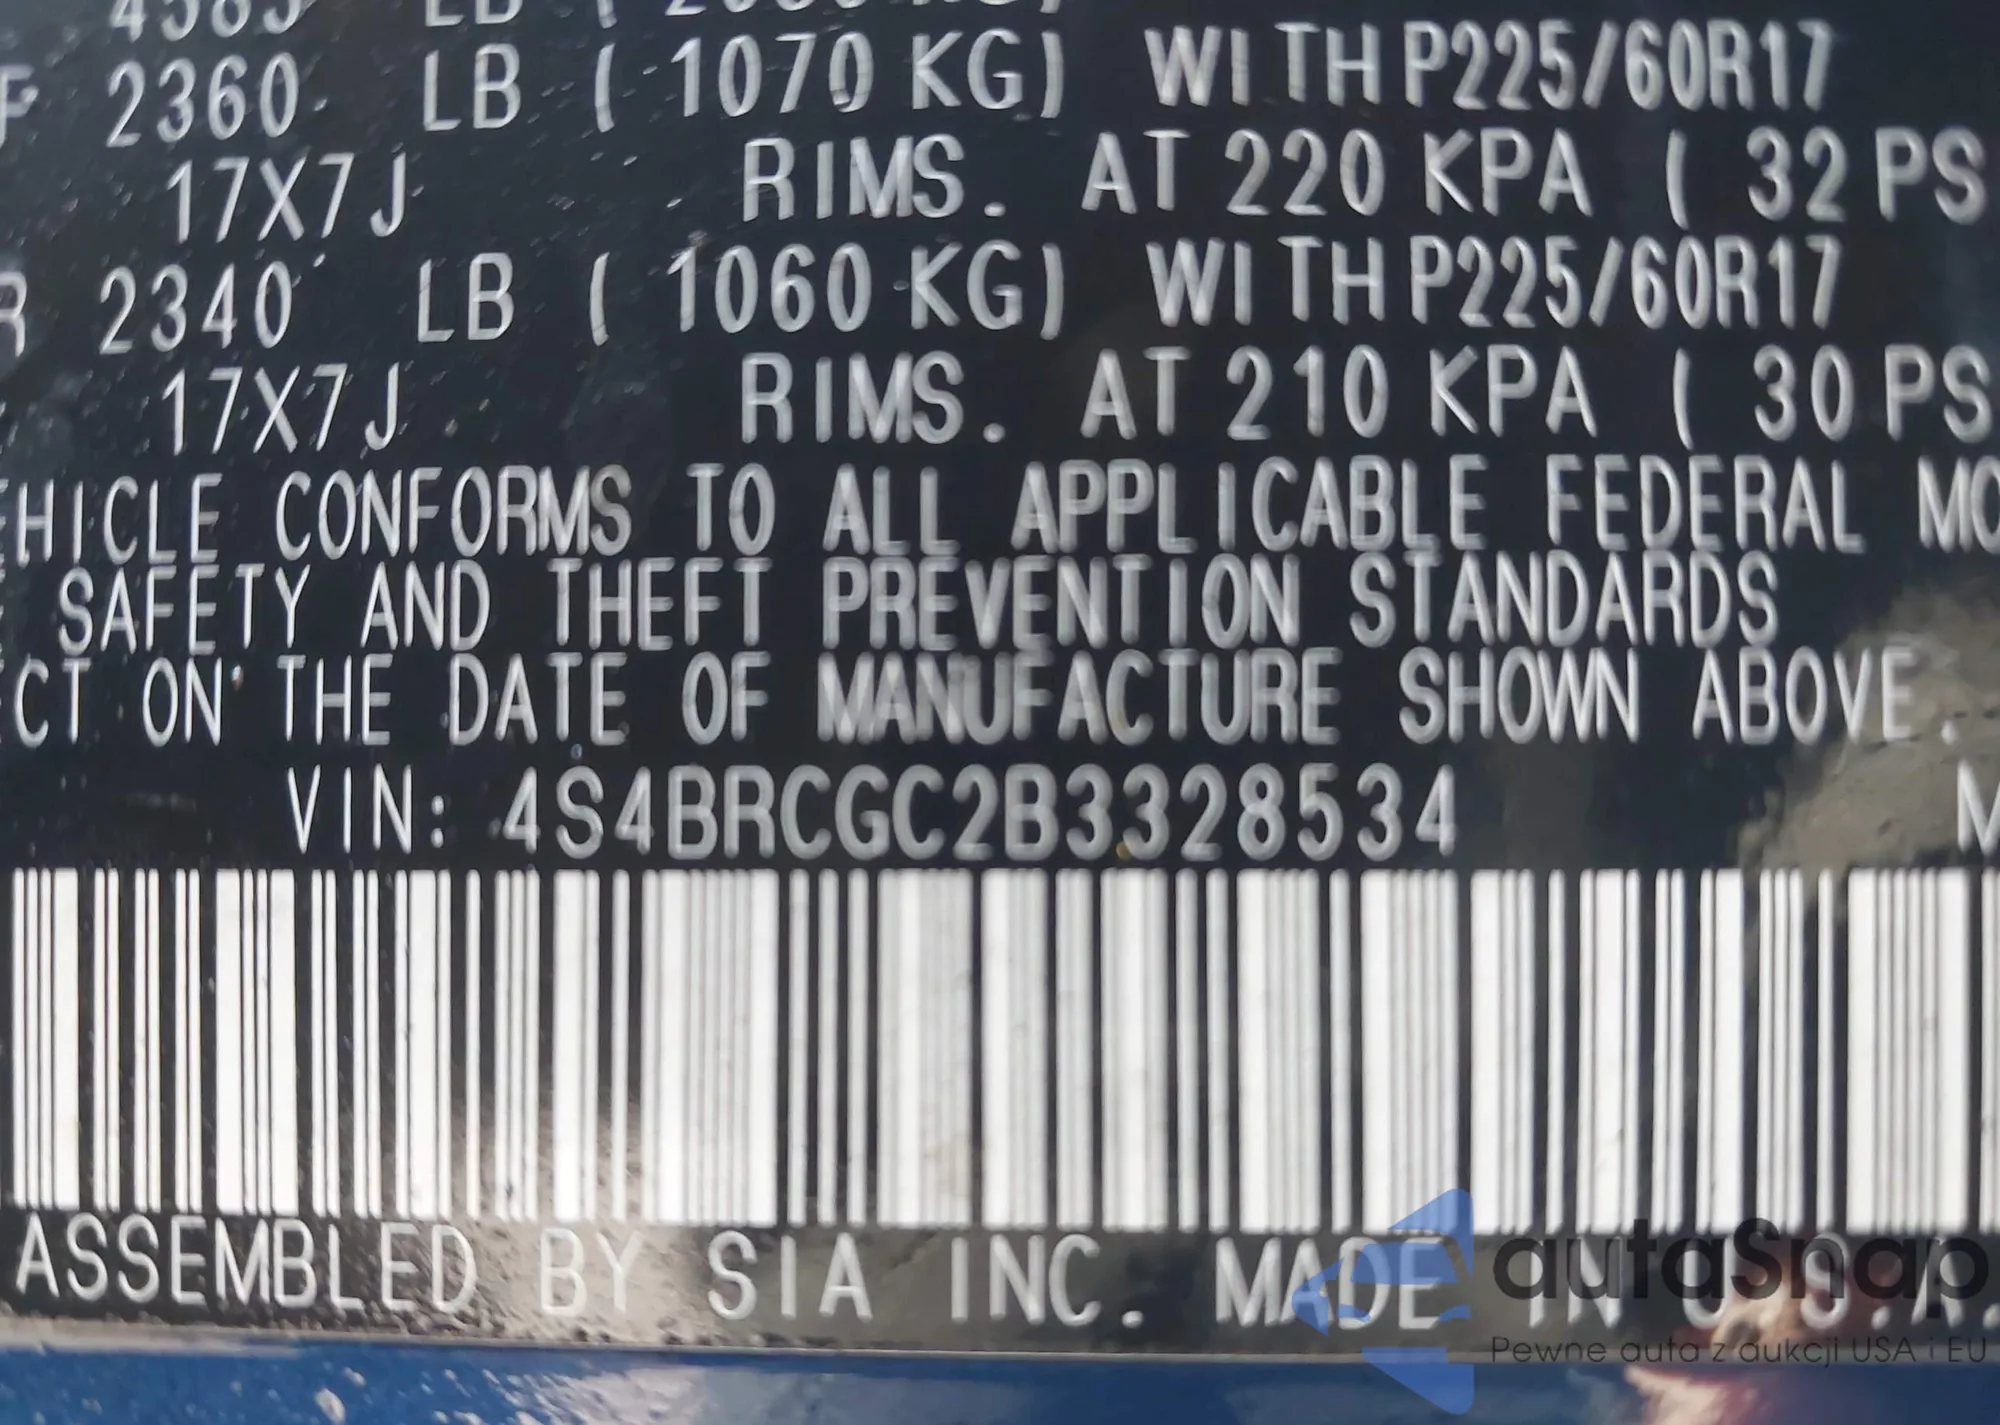 4585 LB (
F 2360 LB ( 1070 KG) WITH P225/60R17
17X7J RIMS. AT 220 KPA ( 32 PS
R 2340 LB ( 1060 KG) WITH P225/60R17
17X7J RIMS. AT 210 KPA ( 30 PS
EHICLE CONFORMS TO ALL APPLICABLE FEDERAL MO
SAFETY AND THEFT PREVENTION STANDARDS
ECT ON THE DATE OF MANUFACTURE SHOWN ABOVE.
VIN: 4S4BRCGC2B3328534 M
ASSEMBLED BY SIA INC. MADE IN U.S.A.
autaSnap
Pewne auta z aukcji USA i EU